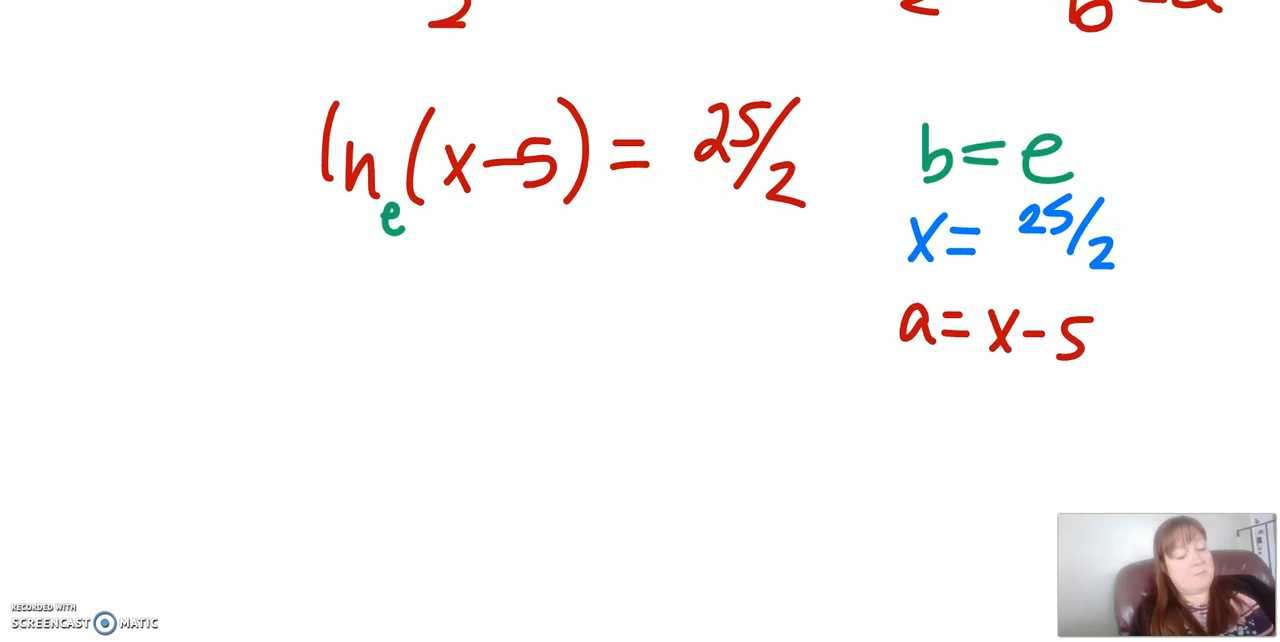 ln_e(x-5) = 25/2
b = e
x = 25/2
a = x - 5
RECORDED WITH
SCREENCAST MATIC